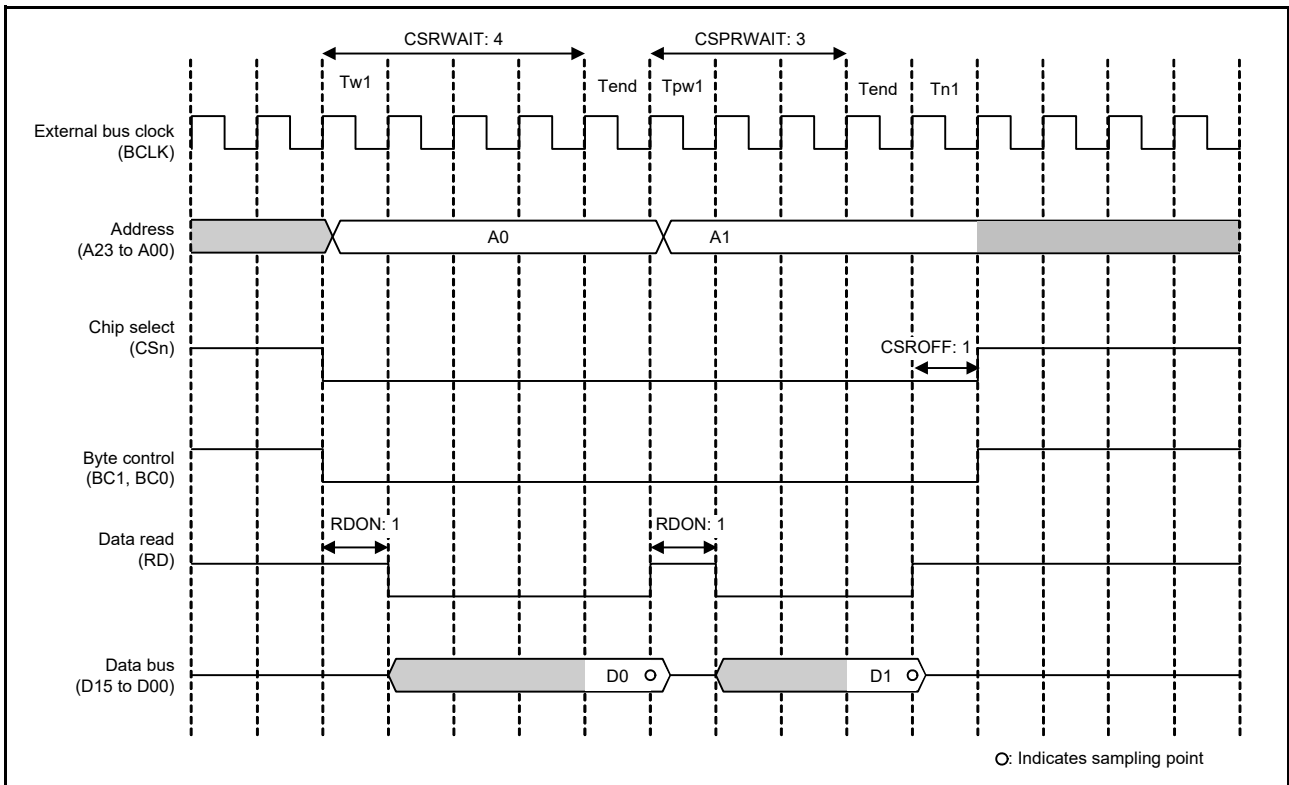 CSRWAIT: 4
CSPRWAIT: 3
Tw1
Tend
Tpw1
Tend
Tn1
External bus clock
(BCLK)
Address
(A23 to A00)
A0
A1
Chip select
(CSn)
CSROFF: 1
Byte control
(BC1, BC0)
RDON: 1
RDON: 1
Data read
(RD)
Data bus
(D15 to D00)
D0
D1
O: Indicates sampling point